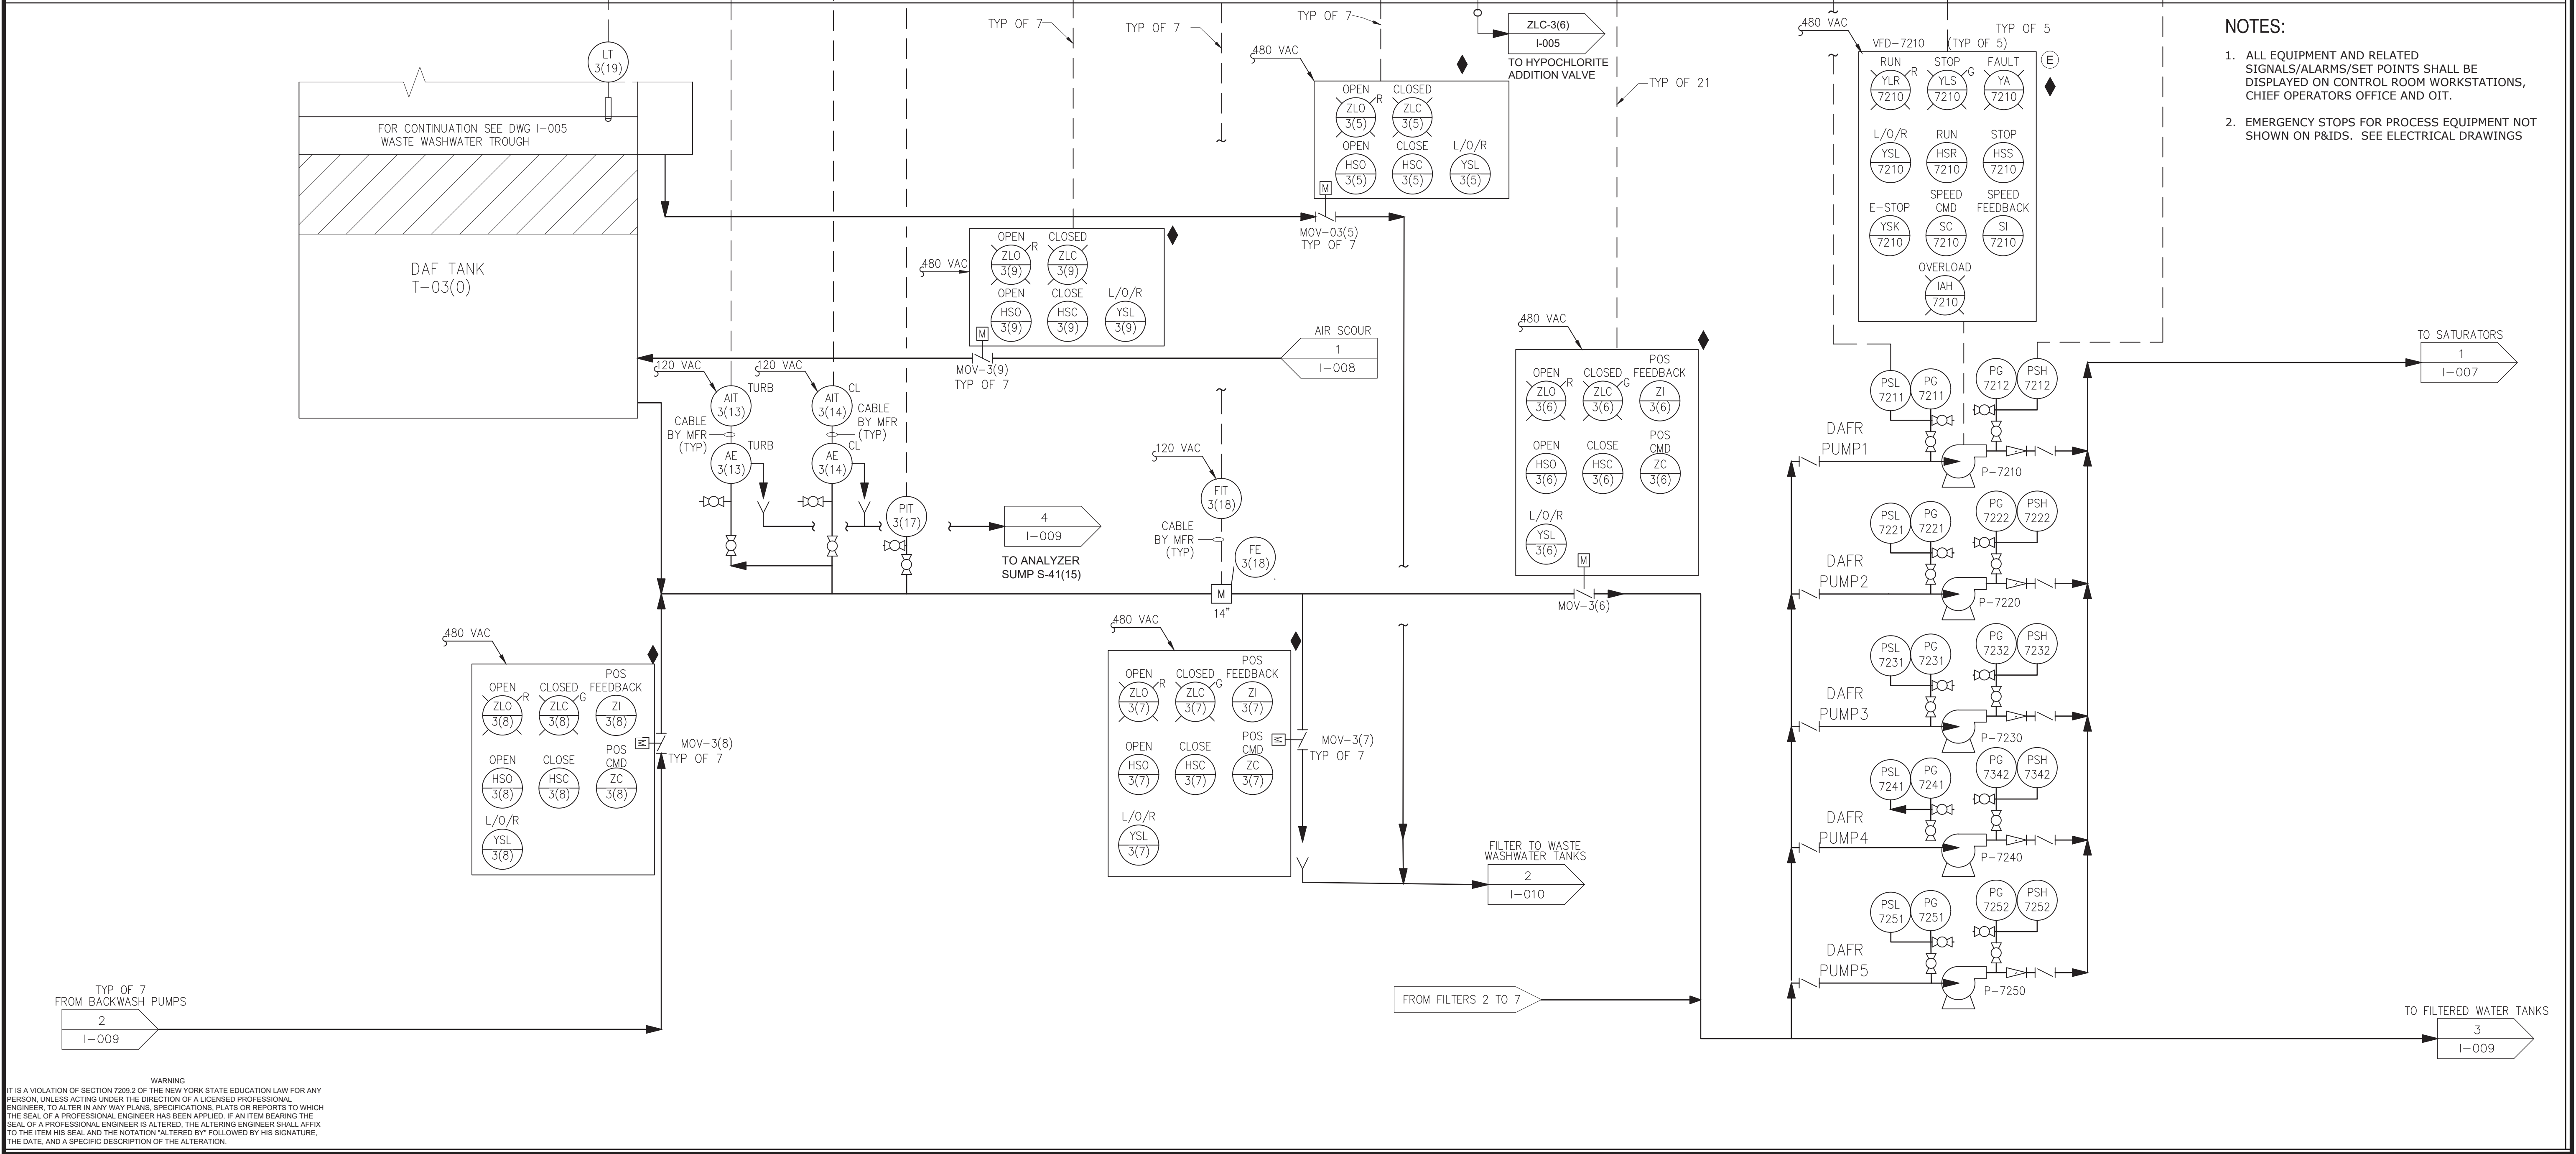 NOTES:
1. ALL EQUIPMENT AND RELATED
SIGNALS/ALARMS/SET POINTS SHALL BE
DISPLAYED ON CONTROL ROOM WORKSTATIONS,
CHIEF OPERATORS OFFICE AND OIT.
2. EMERGENCY STOPS FOR PROCESS EQUIPMENT NOT
SHOWN ON P&IDS. SEE ELECTRICAL DRAWINGS
LT
3(19)
FOR CONTINUATION SEE DWG I-005
WASTE WASHWATER TROUGH
DAF TANK
T-03(0)
TYP OF 7
TYP OF 7
TYP OF 7
ZLC-3(6)
I-005
TO HYPOCHLORITE
ADDITION VALVE
TYP OF 21
480 VAC
OPEN CLOSED
ZLO R ZLC
3(5) 3(5)
OPEN CLOSE L/O/R
HSO HSC YSL
3(5) 3(5) 3(5)
M
MOV-03(5)
TYP OF 7
480 VAC
OPEN CLOSED
ZLO R ZLC
3(9) 3(9)
OPEN CLOSE L/O/R
HSO HSC YSL
3(9) 3(9) 3(9)
M
MOV-3(9)
TYP OF 7
AIR SCOUR
1
I-008
120 VAC
AIT TURB
3(13)
CABLE
BY MFR
(TYP)
AE TURB
3(13)
120 VAC
AIT CL
3(14)
CABLE
BY MFR
(TYP)
AE CL
3(14)
PIT
3(17)
4
I-009
TO ANALYZER
SUMP S-41(15)
120 VAC
FIT
3(18)
CABLE
BY MFR
(TYP)
FE
3(18)
M
14"
480 VAC
OPEN CLOSED POS
FEEDBACK
ZLO R ZLC G ZI
3(6) 3(6) 3(6)
OPEN CLOSE POS
CMD
HSO HSC ZC
3(6) 3(6) 3(6)
L/O/R
YSL
3(6)
M
MOV-3(6)
480 VAC
OPEN CLOSED POS
FEEDBACK
ZLO R ZLC G ZI
3(8) 3(8) 3(8)
OPEN CLOSE POS
CMD
HSO HSC ZC
3(8) 3(8) 3(8)
L/O/R
YSL
3(8)
M
MOV-3(8)
TYP OF 7
480 VAC
OPEN CLOSED POS
FEEDBACK
ZLO R ZLC G ZI
3(7) 3(7) 3(7)
OPEN CLOSE POS
CMD
HSO HSC ZC
3(7) 3(7) 3(7)
L/O/R
YSL
3(7)
M
MOV-3(7)
TYP OF 7
FILTER TO WASTE
WASHWATER TANKS
2
I-010
FROM FILTERS 2 TO 7
TYP OF 7
FROM BACKWASH PUMPS
2
I-009
480 VAC
TYP OF 5
VFD-7210 (TYP OF 5)
E
RUN STOP FAULT
YLR R YLS G YA
7210 7210 7210
L/O/R RUN STOP
YSL HSR HSS
7210 7210 7210
E-STOP SPEED CMD SPEED FEEDBACK
YSK SC SI
7210 7210 7210
OVERLOAD
IAH
7210
TO SATURATORS
1
I-007
PSL PG PG PSH
7211 7211 7212 7212
DAFR
PUMP1
P-7210
PSL PG PG PSH
7221 7221 7222 7222
DAFR
PUMP2
P-7220
PSL PG PG PSH
7231 7231 7232 7232
DAFR
PUMP3
P-7230
PSL PG PG PSH
7241 7241 7342 7342
DAFR
PUMP4
P-7240
PSL PG PG PSH
7251 7251 7252 7252
DAFR
PUMP5
P-7250
TO FILTERED WATER TANKS
3
I-009
WARNING
IT IS A VIOLATION OF SECTION 7209.2 OF THE NEW YORK STATE EDUCATION LAW FOR ANY
PERSON, UNLESS ACTING UNDER THE DIRECTION OF A LICENSED PROFESSIONAL
ENGINEER, TO ALTER IN ANY WAY PLANS, SPECIFICATIONS, PLATS OR REPORTS TO WHICH
THE SEAL OF A PROFESSIONAL ENGINEER HAS BEEN APPLIED. IF AN ITEM BEARING THE
SEAL OF A PROFESSIONAL ENGINEER IS ALTERED, THE ALTERING ENGINEER SHALL AFFIX
TO THE ITEM HIS SEAL AND THE NOTATION "ALTERED BY" FOLLOWED BY HIS SIGNATURE,
THE DATE, AND A SPECIFIC DESCRIPTION OF THE ALTERATION.